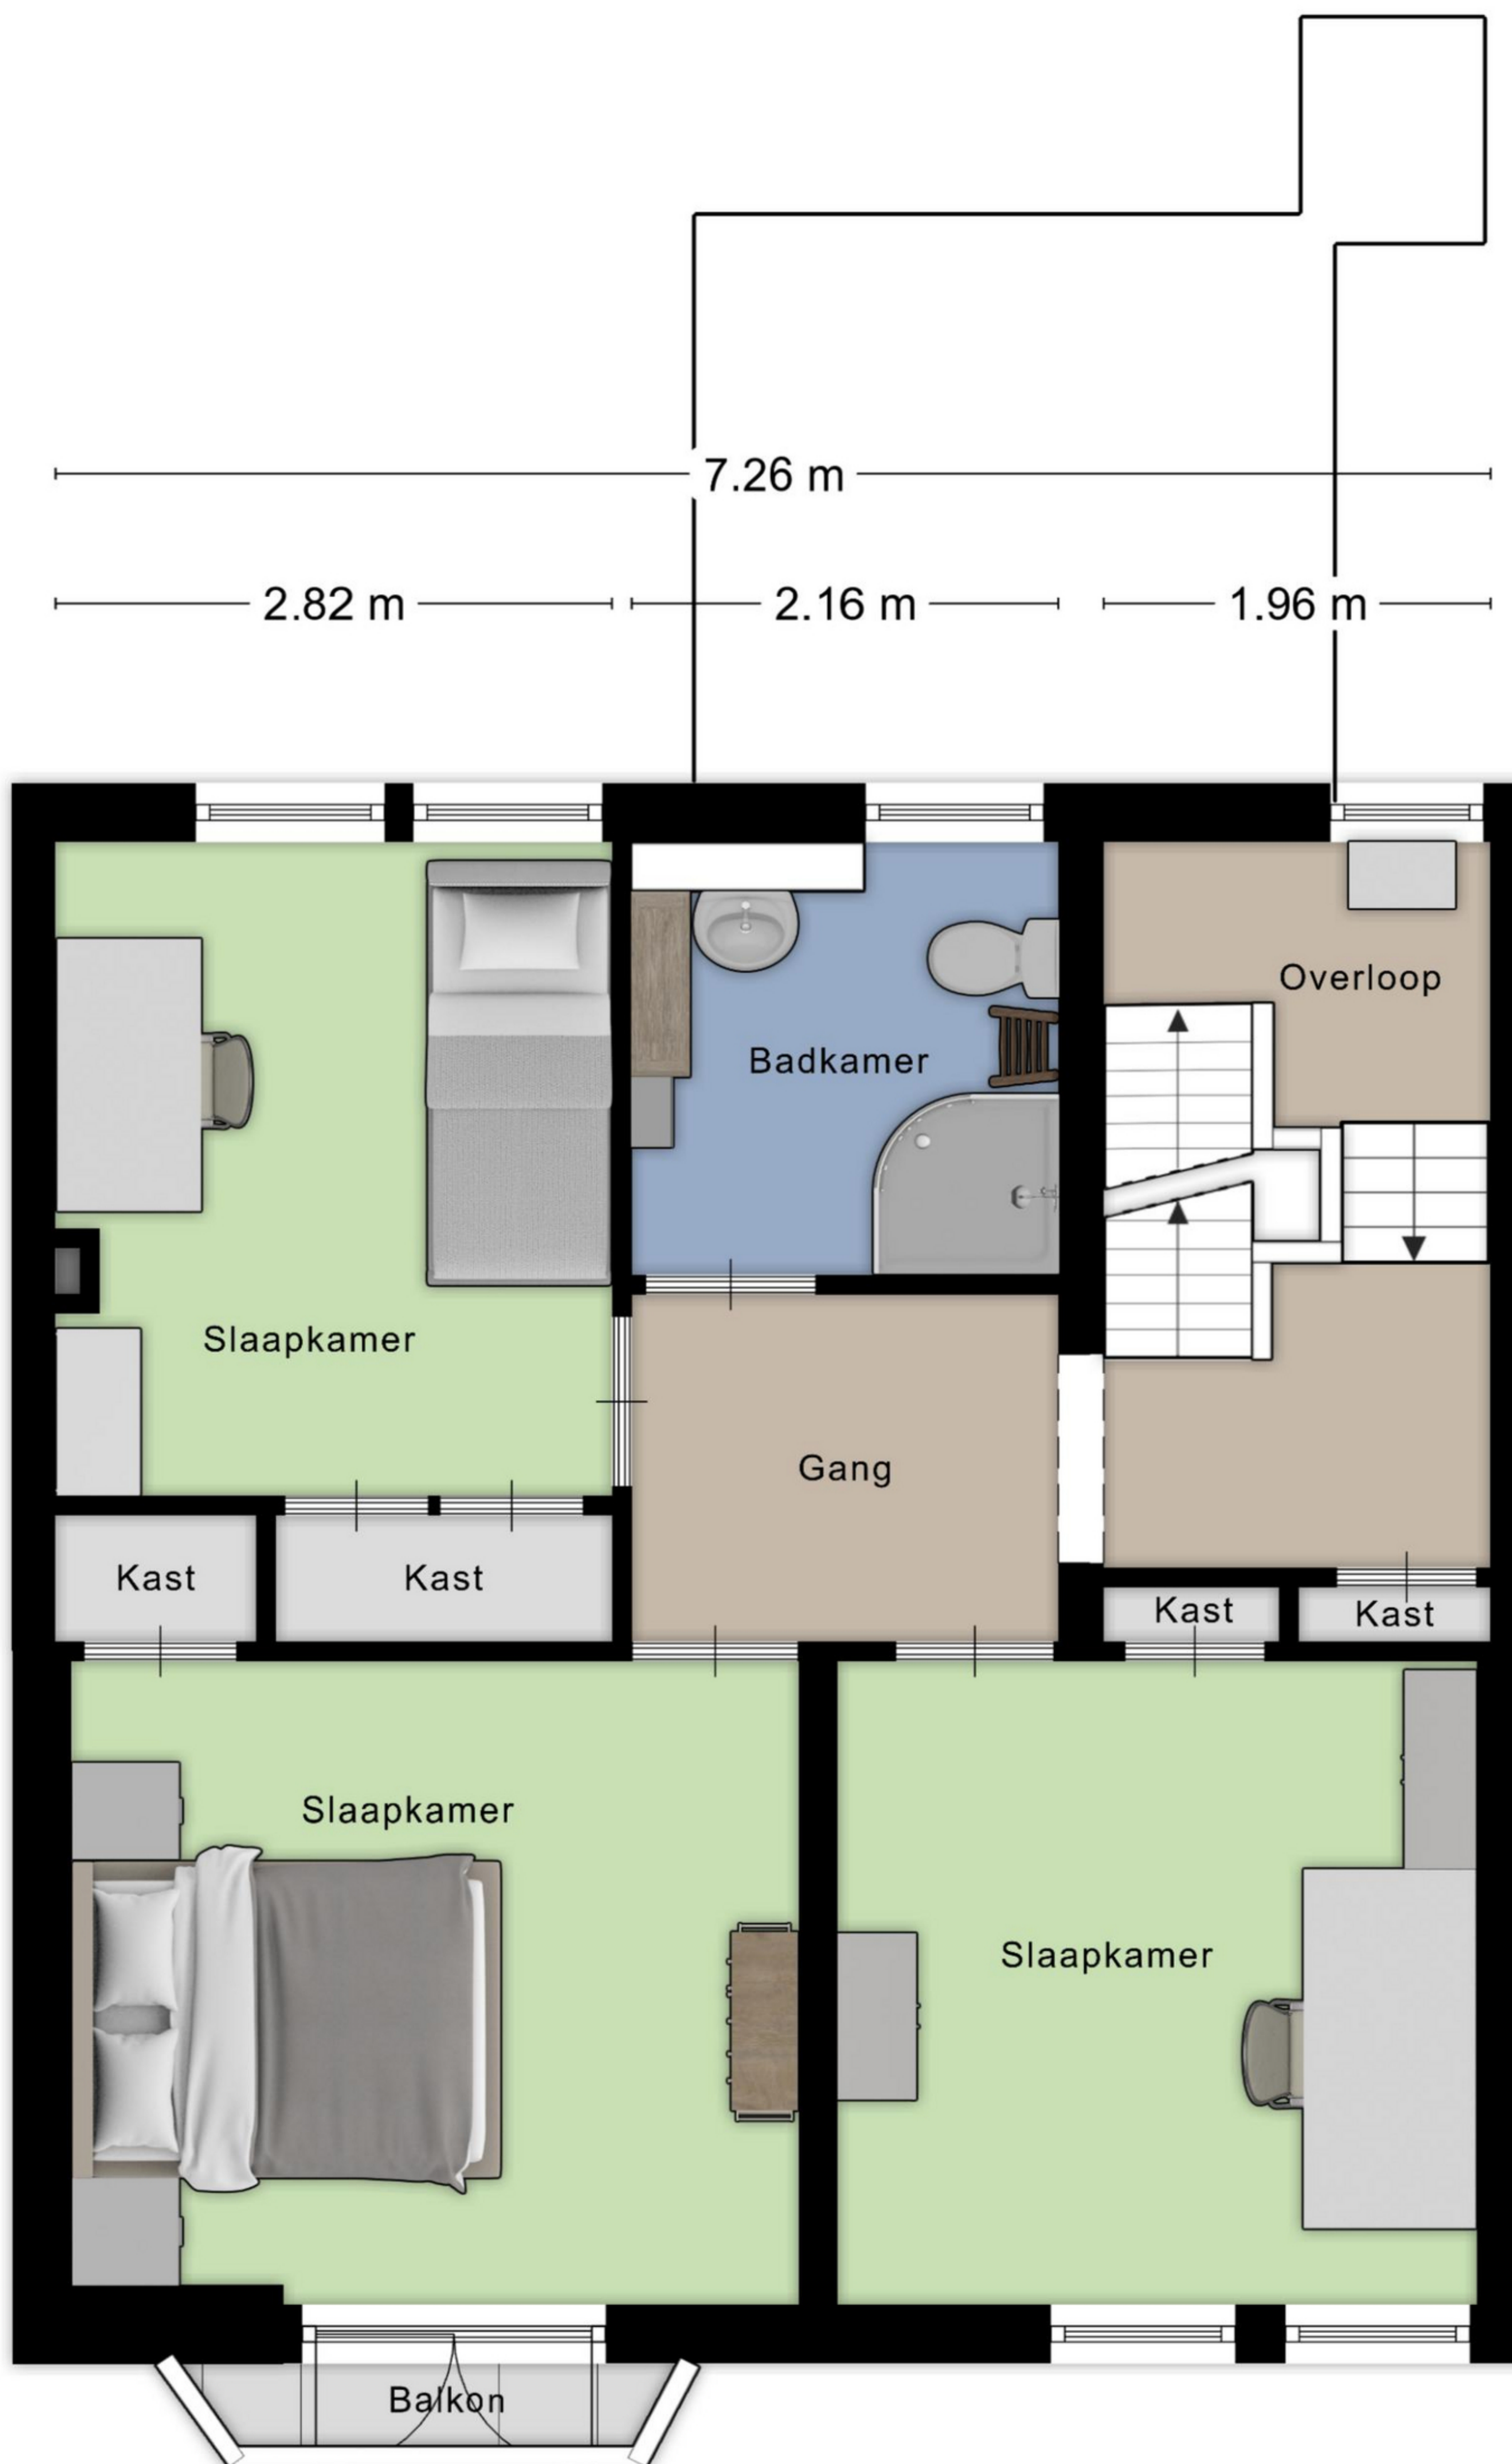 7.26 m
2.82 m
2.16 m
1.96 m
Overloop
Badkamer
Slaapkamer
Gang
Kast
Kast
Kast
Kast
Slaapkamer
Slaapkamer
Balkon